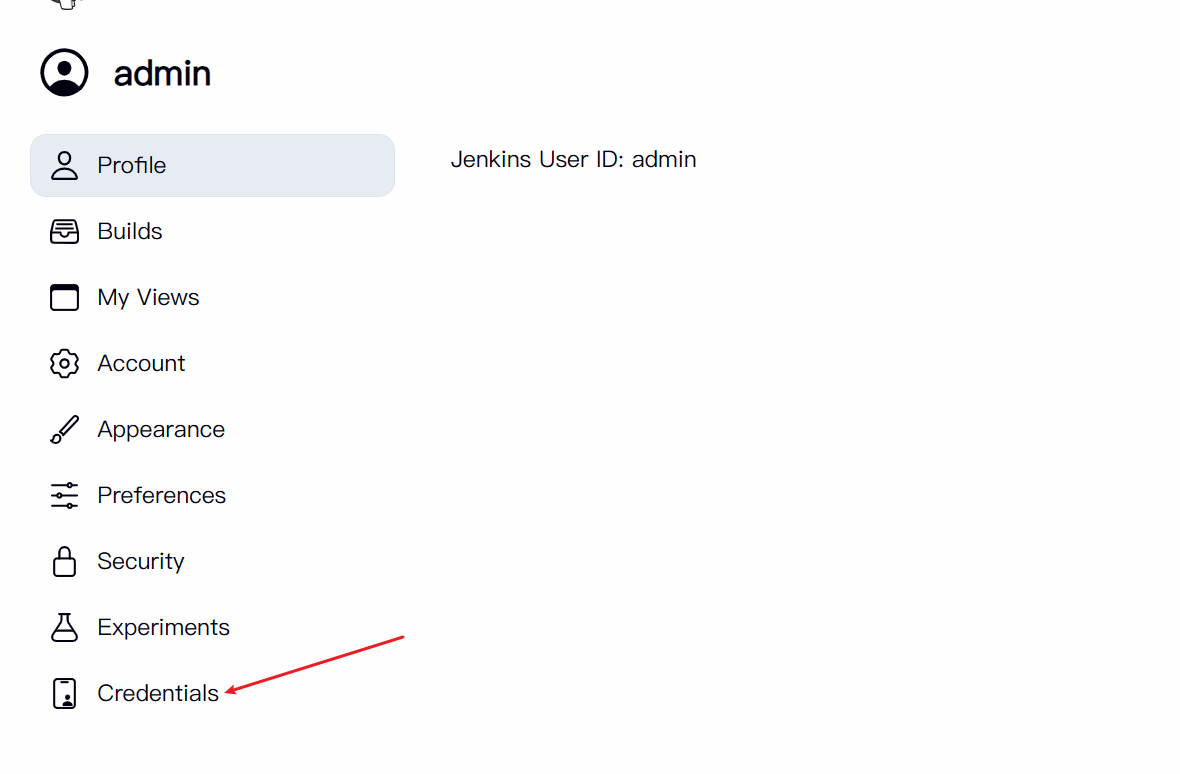 admin
Profile
Jenkins User ID: admin
Builds
My Views
Account
Appearance
Preferences
Security
Experiments
Credentials